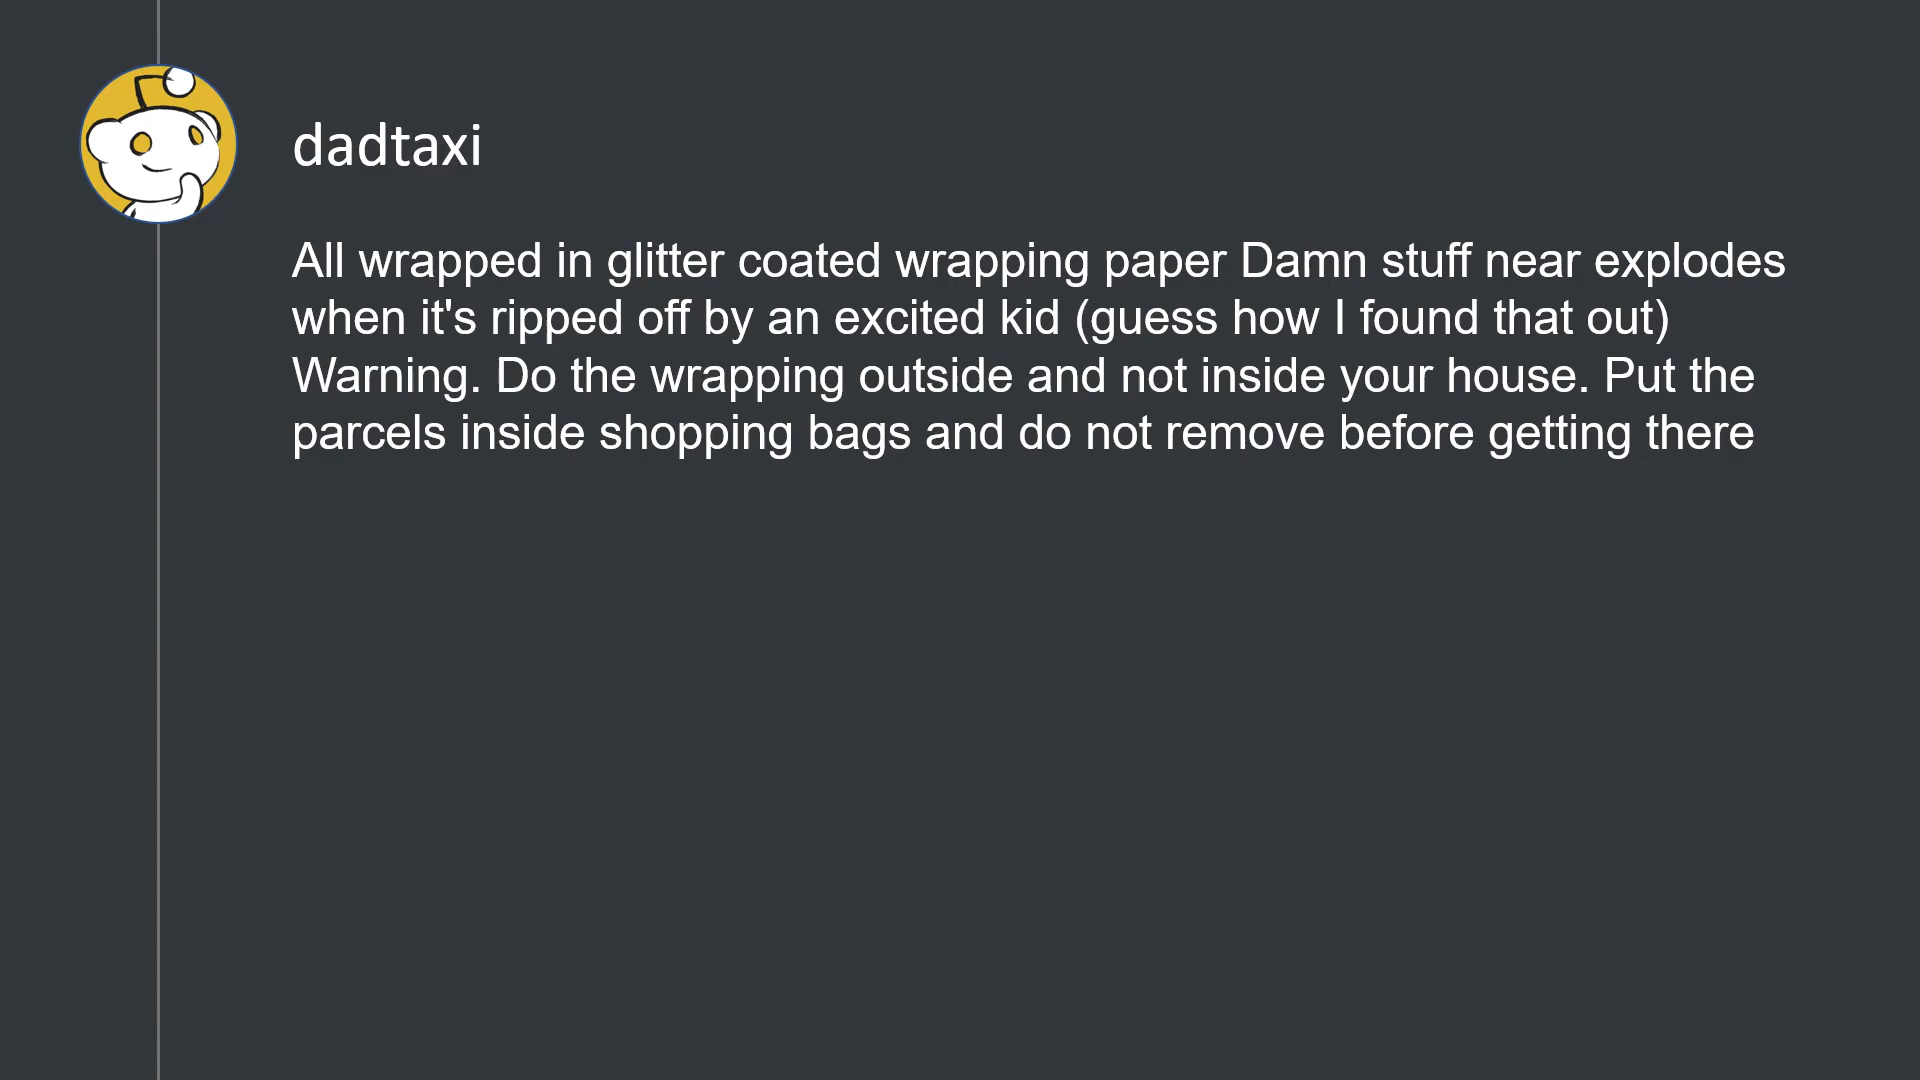 dadtaxi
All wrapped in glitter coated wrapping paper Damn stuff near explodes
when it's ripped off by an excited kid (guess how I found that out)
Warning. Do the wrapping outside and not inside your house. Put the
parcels inside shopping bags and do not remove before getting there